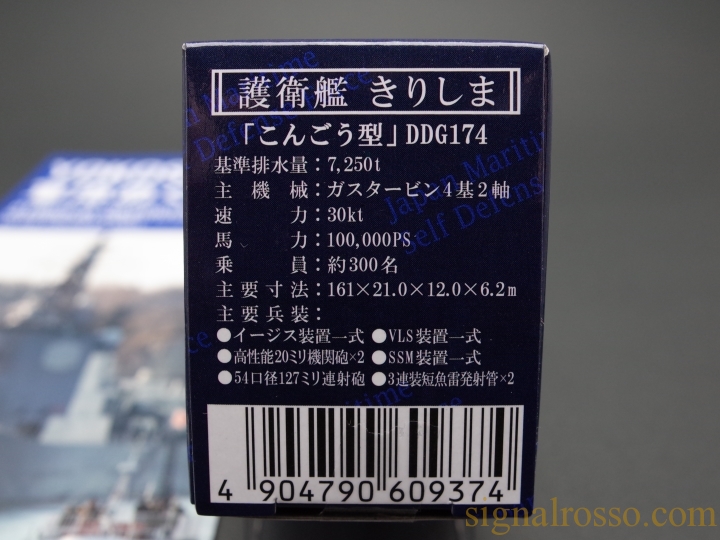 護衛艦 きりしま
「こんごう型」DDG174
基準排水量：7,250t
主機械：ガスタービン4基2軸
速力：30kt
馬力：100,000PS
乗員：約300名
主要寸法：161×21.0×12.0×6.2m
主要兵装：
●イージス装置一式 ●VLS装置一式
●高性能20ミリ機関砲×2 ●SSM装置一式
●54口径127ミリ連射砲 ●3連装短魚雷発射管×2
Japan Maritime
Self Defense
4 904790 609374
signalrosso.com